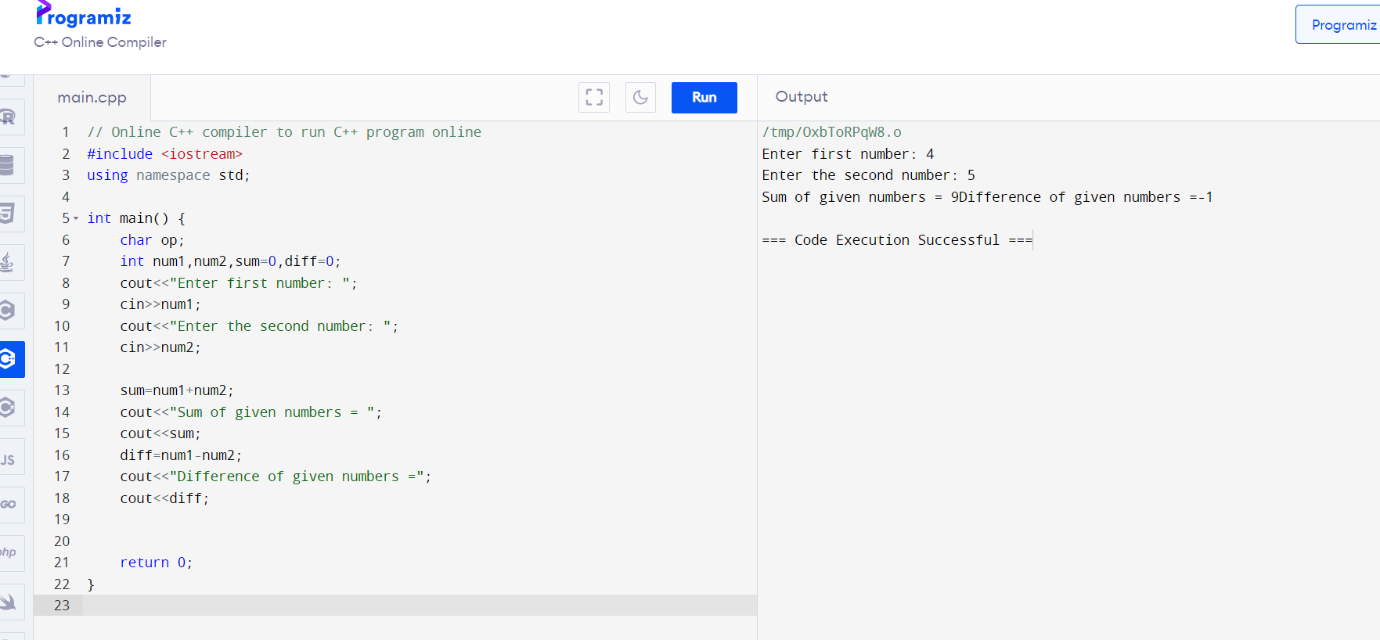 Programiz
C++ Online Compiler
Programiz
main.cpp
Run
Output
1 // Online C++ compiler to run C++ program online
2 #include <iostream>
3 using namespace std;
4
5 int main() {
6 char op;
7 int num1,num2,sum=0,diff=0;
8 cout<<"Enter first number: ";
9 cin>>num1;
10 cout<<"Enter the second number: ";
11 cin>>num2;
12
13 sum=num1+num2;
14 cout<<"Sum of given numbers = ";
15 cout<<sum;
16 diff=num1-num2;
17 cout<<"Difference of given numbers =";
18 cout<<diff;
19
20
21 return 0;
22 }
23
/tmp/OxbToRPqW8.o
Enter first number: 4
Enter the second number: 5
Sum of given numbers = 9Difference of given numbers =-1
=== Code Execution Successful ===
R
JS
GO
php